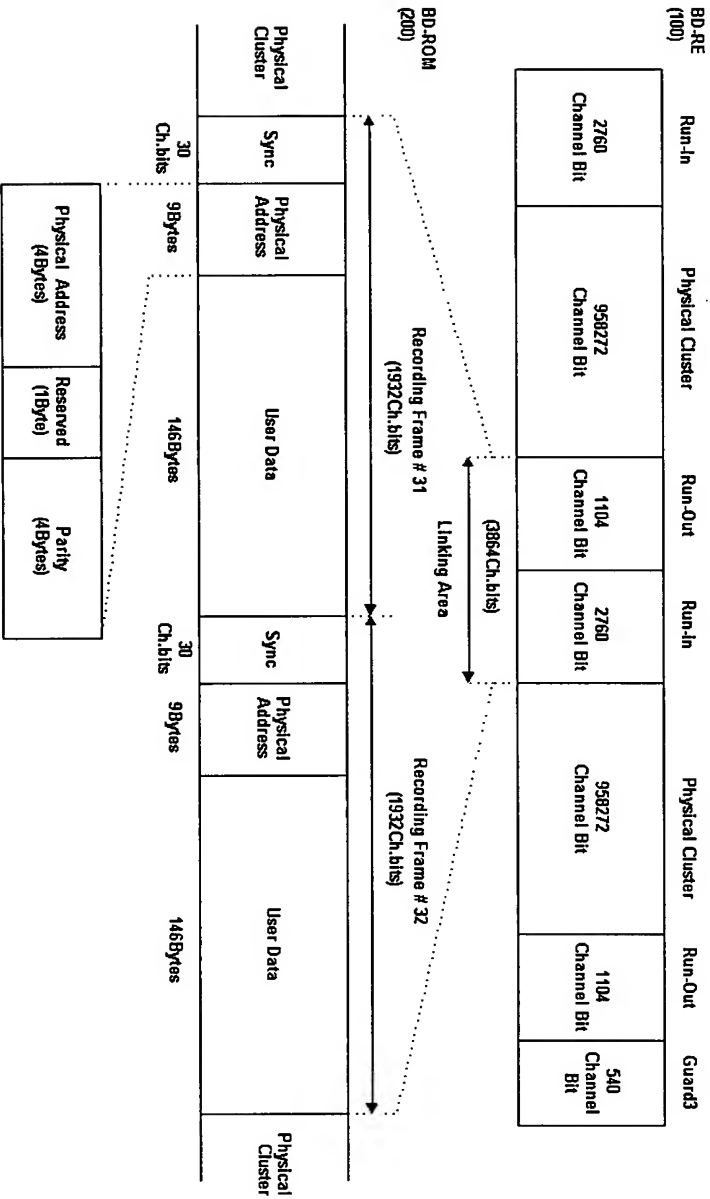 BD-RE
(100)
Run-In
Physical Cluster
Run-Out
Run-In
Physical Cluster
Run-Out
Guard3
2760
Channel Bit
958272
Channel Bit
1104
Channel Bit
2760
Channel Bit
958272
Channel Bit
1104
Channel Bit
540
Channel
Bit
(3864Ch.bits)
Linking Area
BD-ROM
(200)
Recording Frame # 31
(1932Ch.bits)
Recording Frame # 32
(1932Ch.bits)
Physical
Cluster
Sync
Physical
Address
User Data
Sync
Physical
Address
User Data
Physical
Cluster
30
Ch.bits
9Bytes
146Bytes
30
Ch.bits
9Bytes
146Bytes
Physical Address
(4Bytes)
Reserved
(1Byte)
Parity
(4Bytes)